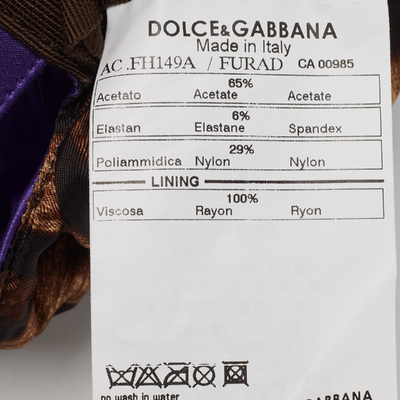 DOLCE&GABBANA
Made in Italy
AC .FH149A / FURAD CA 00985
65%
Acetato Acetate Acetate
6%
Elastan Elastane Spandex
29%
Poliammidica Nylon Nylon
LINING
100%
Viscosa Rayon Ryon
no wash in water
GABBANA